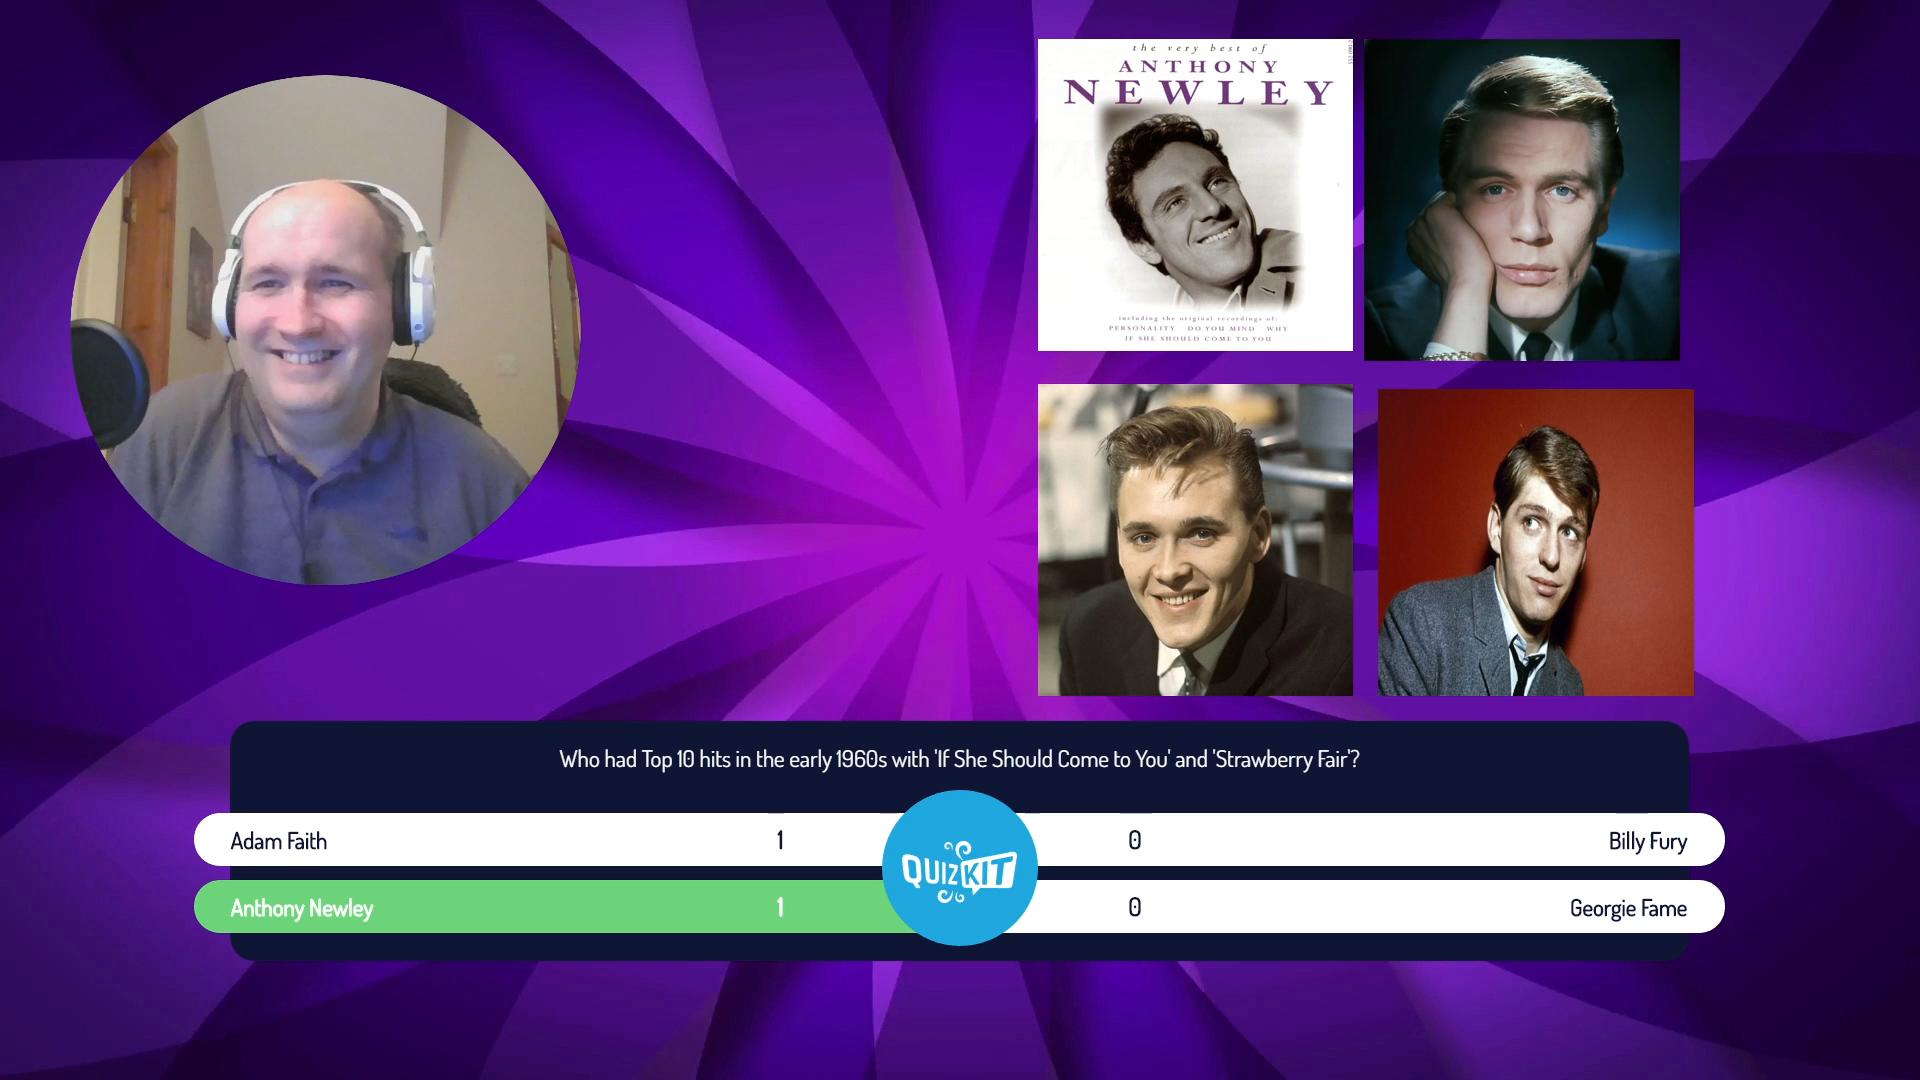 the very best of
ANTHONY
NEWLEY
including the original recordings of:
PERSONALITY DO YOU MIND WHY
IF SHE SHOULD COME TO YOU
Who had Top 10 hits in the early 1960s with 'If She Should Come to You' and 'Strawberry Fair'?
Adam Faith 1
0 Billy Fury
QUIZKIT
Anthony Newley 1
0 Georgie Fame